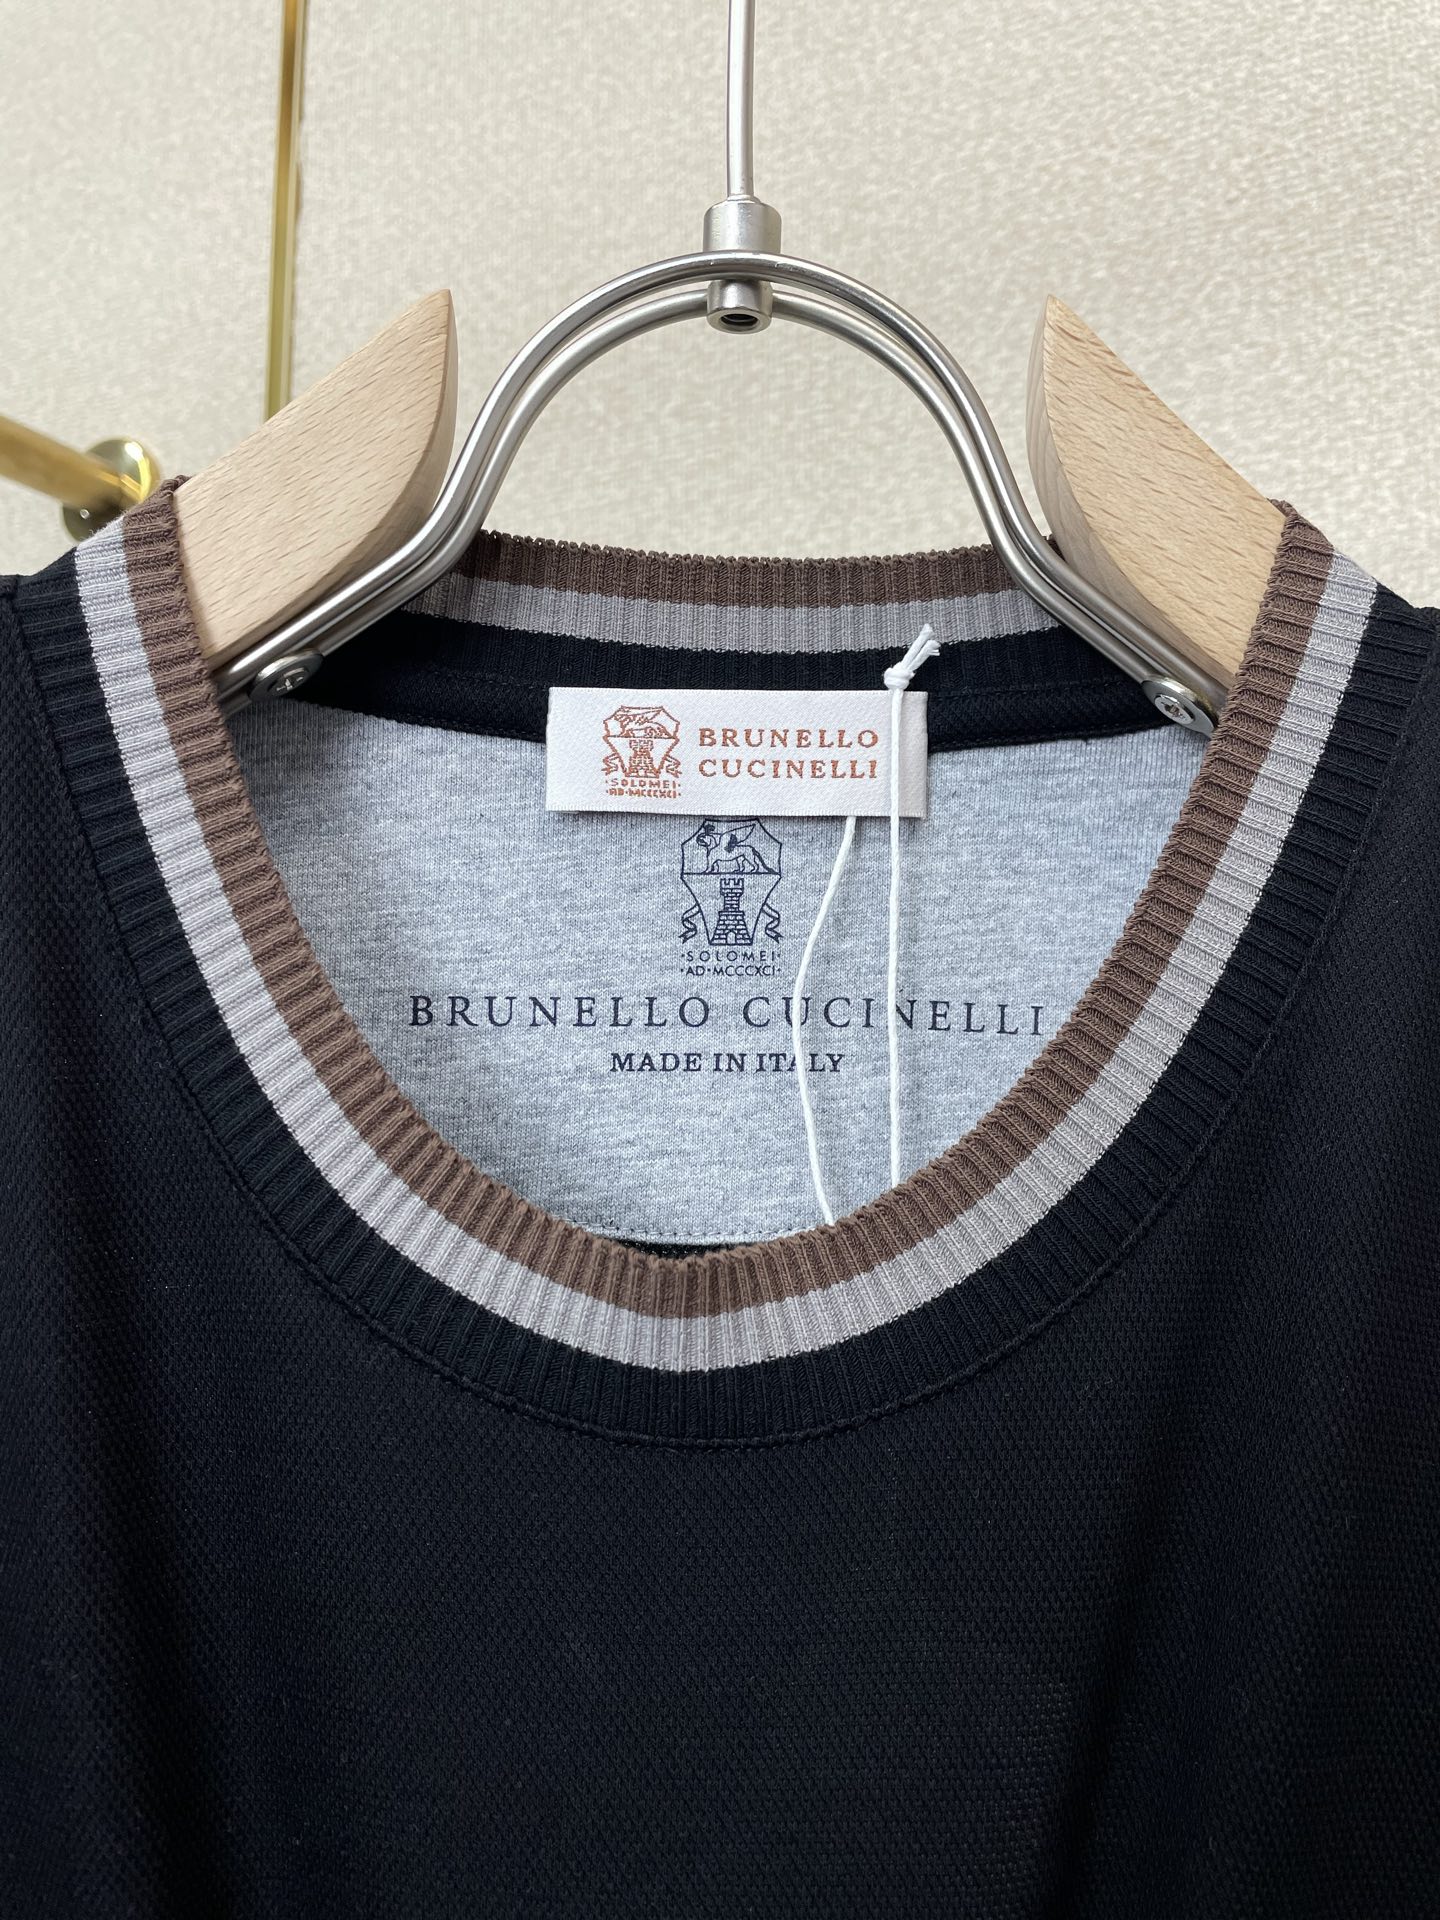 BRUNELLO
CUCINELLI
·SOLOMEI·
·AD·MCCCXCI·
·SOLOMEI·
·AD·MCCCXCI·
BRUNELLO CUCINELLI
MADE IN ITALY